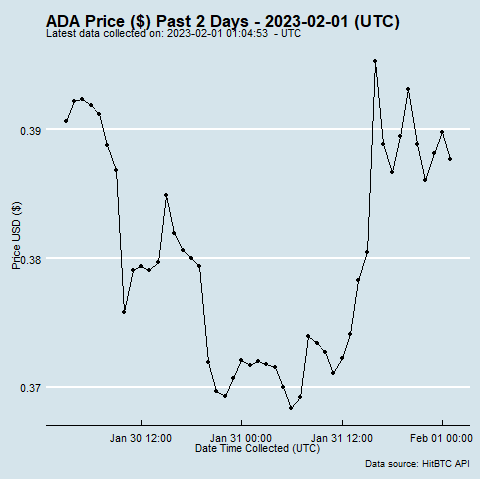 ADA Price ($) Past 2 Days - 2023-02-01 (UTC)
Latest data collected on: 2023-02-01 01:04:53 - UTC
0.39
0.38
0.37
Price USD ($)
Jan 30 12:00
Jan 31 00:00
Jan 31 12:00
Feb 01 00:00
Date Time Collected (UTC)
Data source: HitBTC API